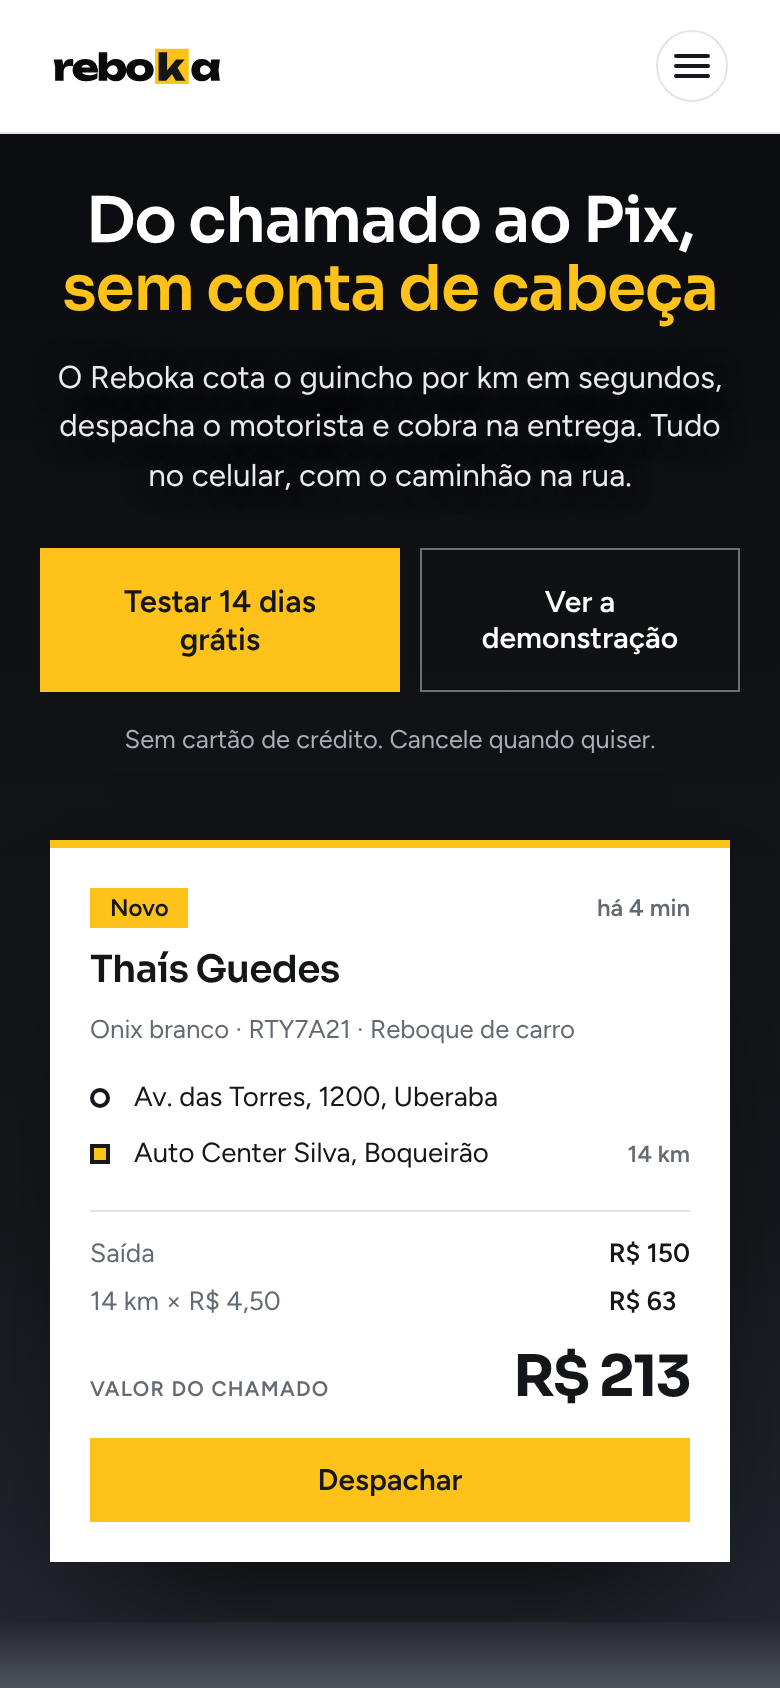 reboka
Do chamado ao Pix,
sem conta de cabeça
O Reboka cota o guincho por km em segundos,
despacha o motorista e cobra na entrega. Tudo
no celular, com o caminhão na rua.
Testar 14 dias
grátis
Ver a
demonstração
Sem cartão de crédito. Cancele quando quiser.
Novo
há 4 min
Thaís Guedes
Onix branco · RTY7A21 · Reboque de carro
Av. das Torres, 1200, Uberaba
Auto Center Silva, Boqueirão
14 km
Saída
R$ 150
14 km × R$ 4,50
R$ 63
VALOR DO CHAMADO
R$ 213
Despachar